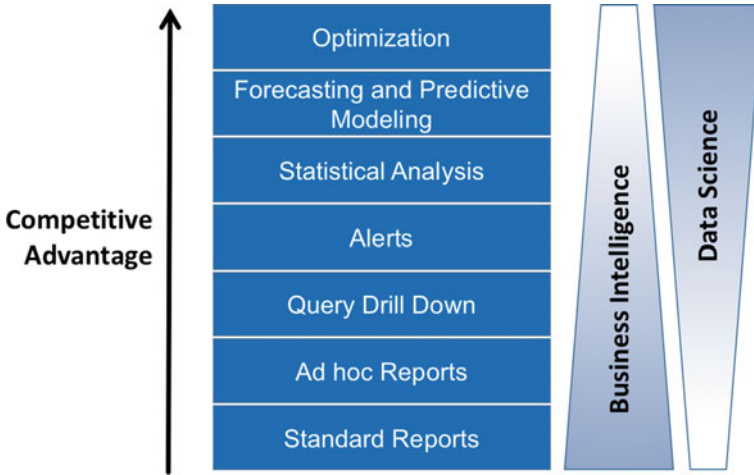 Optimization
Forecasting and Predictive
Modeling
Statistical Analysis
Alerts
Query Drill Down
Ad hoc Reports
Standard Reports
Competitive
Advantage
Business Intelligence
Data Science